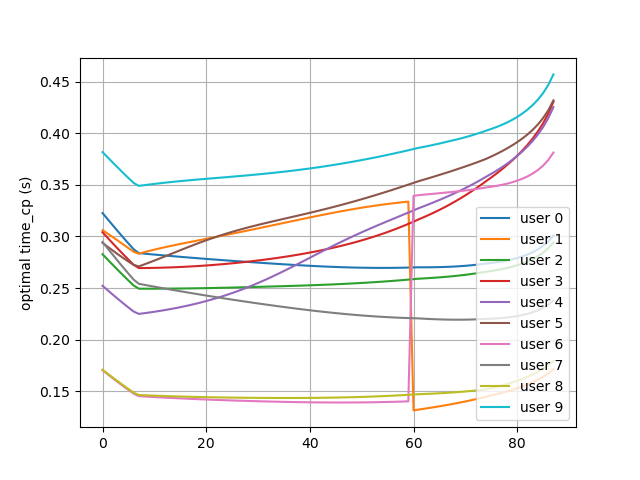 0.45
0.40
0.35
0.30
0.25
0.20
0.15
optimal time_cp (s)
0 20 40 60 80
user 0
user 1
user 2
user 3
user 4
user 5
user 6
user 7
user 8
user 9